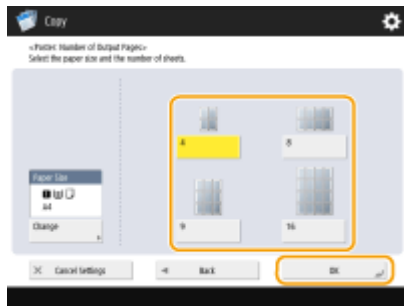 Copy
<Poster: Number of Output Pages>
Select the paper size and the number of sheets.
4
8
Paper Size
A4
Change
9
16
Cancel Settings
Back
OK